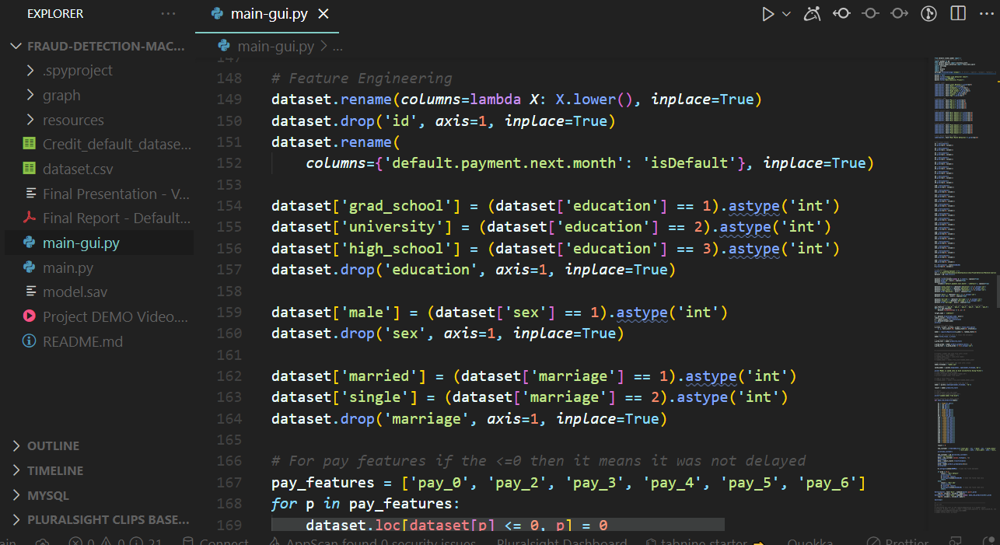 EXPLORER ···
main-gui.py
FRAUD-DETECTION-MAC...
.spyproject
graph
resources
Credit_default_datase...
dataset.csv
Final Presentation - V...
Final Report - Default...
main-gui.py
main.py
model.sav
Project DEMO Video....
README.md
OUTLINE
TIMELINE
MYSQL
PLURALSIGHT CLIPS BASE...
main-gui.py > ...
147
148 # Feature Engineering
149 dataset.rename(columns=lambda X: X.lower(), inplace=True)
150 dataset.drop('id', axis=1, inplace=True)
151 dataset.rename(
152     columns={'default.payment.next.month': 'isDefault'}, inplace=True)
153
154 dataset['grad_school'] = (dataset['education'] == 1).astype('int')
155 dataset['university'] = (dataset['education'] == 2).astype('int')
156 dataset['high_school'] = (dataset['education'] == 3).astype('int')
157 dataset.drop('education', axis=1, inplace=True)
158
159 dataset['male'] = (dataset['sex'] == 1).astype('int')
160 dataset.drop('sex', axis=1, inplace=True)
161
162 dataset['married'] = (dataset['marriage'] == 1).astype('int')
163 dataset['single'] = (dataset['marriage'] == 2).astype('int')
164 dataset.drop('marriage', axis=1, inplace=True)
165
166 # For pay features if the <=0 then it means it was not delayed
167 pay_features = ['pay_0', 'pay_2', 'pay_3', 'pay_4', 'pay_5', 'pay_6']
168 for p in pay_features:
169     dataset.loc[dataset[p] <= 0, p] = 0
0 0 21 Connect AppScan found 0 security issues Pluralsight Dashboard tabnine starter Quokka Prettier